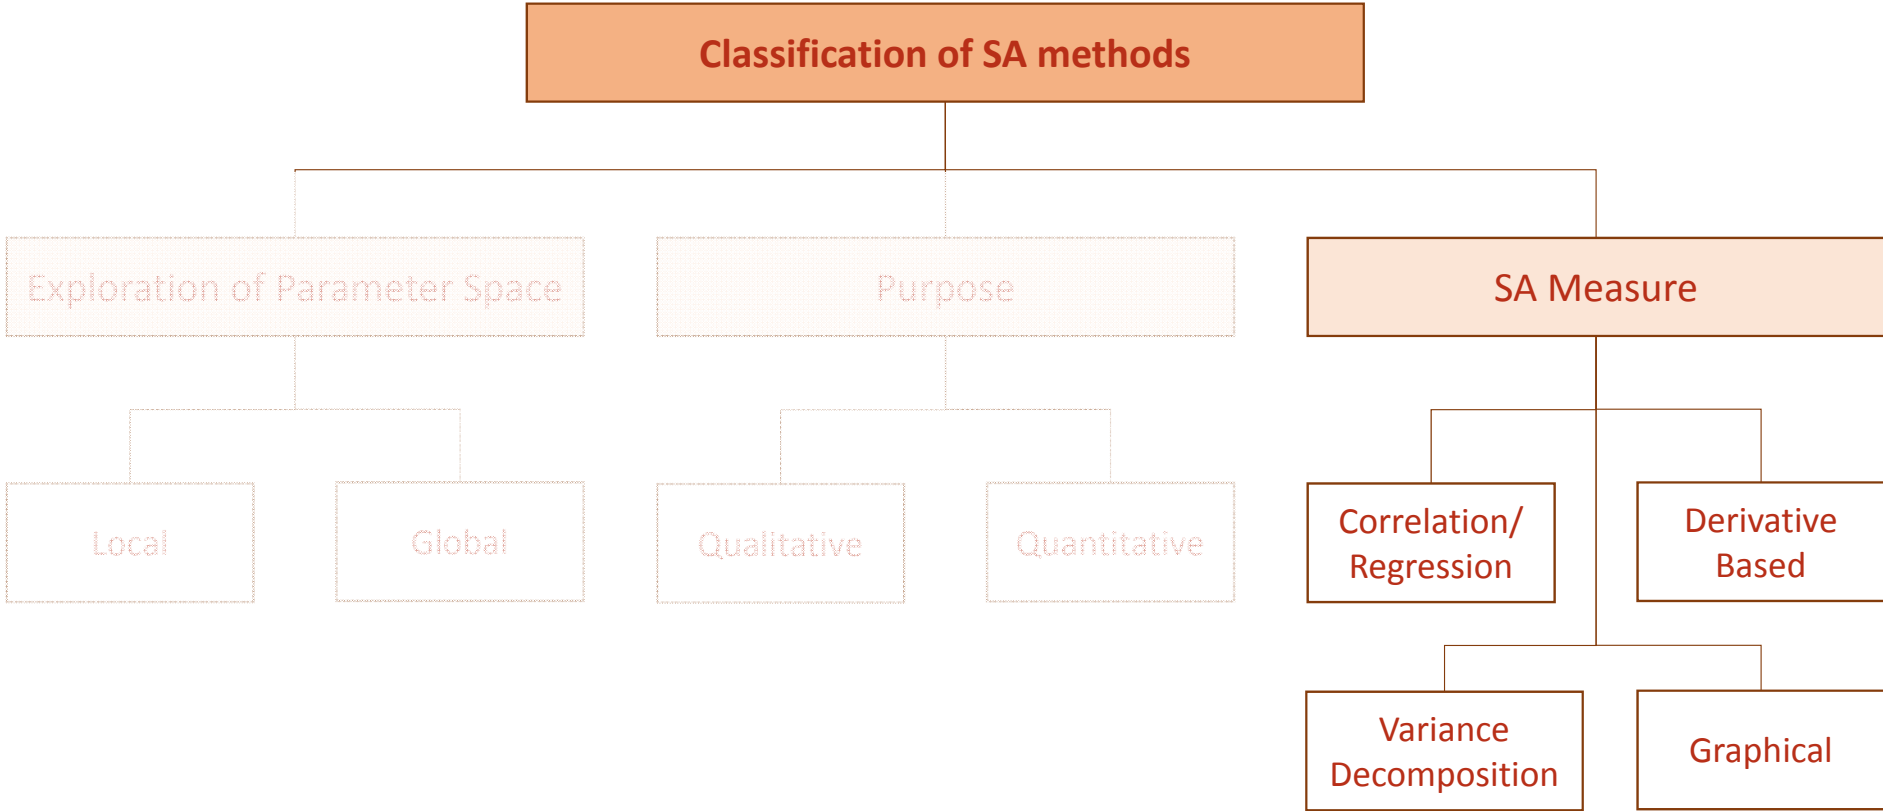 Classification of SA methods
Exploration of Parameter Space
Purpose
SA Measure
Local
Global
Qualitative
Quantitative
Correlation/
Regression
Derivative
Based
Variance
Decomposition
Graphical